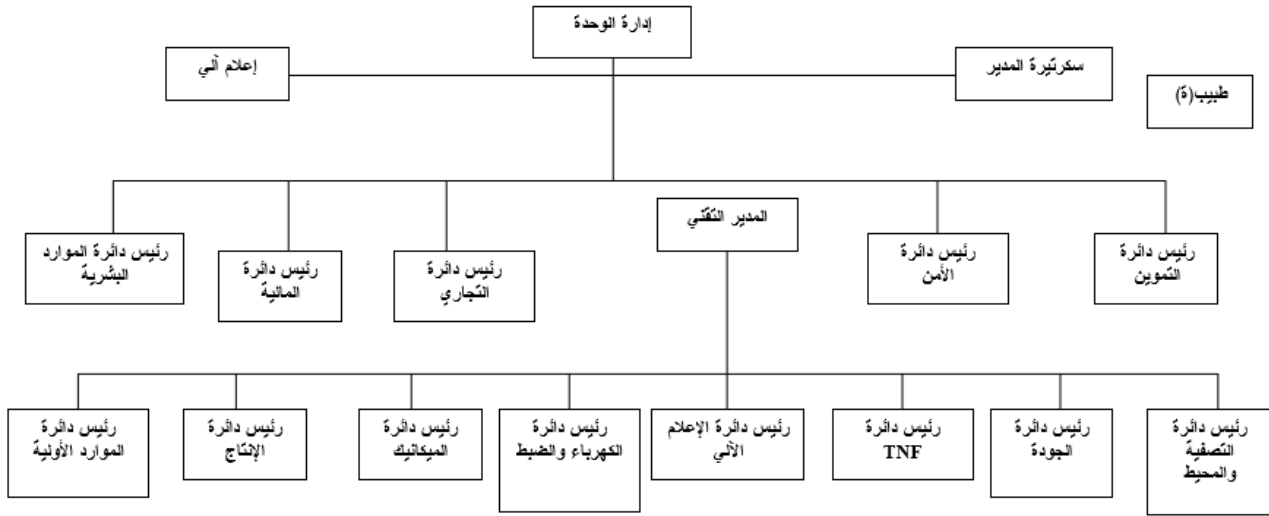 إدارة الوحدة
سكرتيرة المدير
إعلام آلي
طبيب(ة)
المدير التقني
رئيس دائرة
التموين
رئيس دائرة
الأمن
رئيس دائرة
التجاري
رئيس دائرة
المالية
رئيس دائرة الموارد
البشرية
رئيس دائرة
التصفية
والمحيط
رئيس دائرة
الجودة
رئيس دائرة
TNF
رئيس دائرة الإعلام
الآلي
رئيس دائرة
الكهرباء والضبط
رئيس دائرة
الميكانيك
رئيس دائرة
الإنتاج
رئيس دائرة
الموارد الأولية